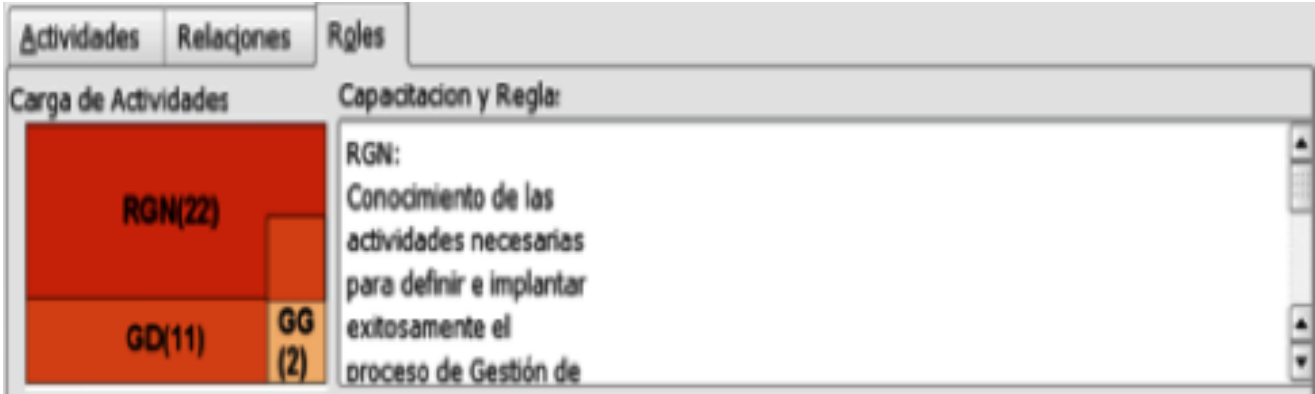 Actividades Relaciones Roles
Carga de Actividades
Capacitacion y Regla:
RGN(22)
GD(11)
GG
(2)
RGN:
Conocimiento de las
actividades necesarias
para definir e implantar
exitosamente el
proceso de Gestión de